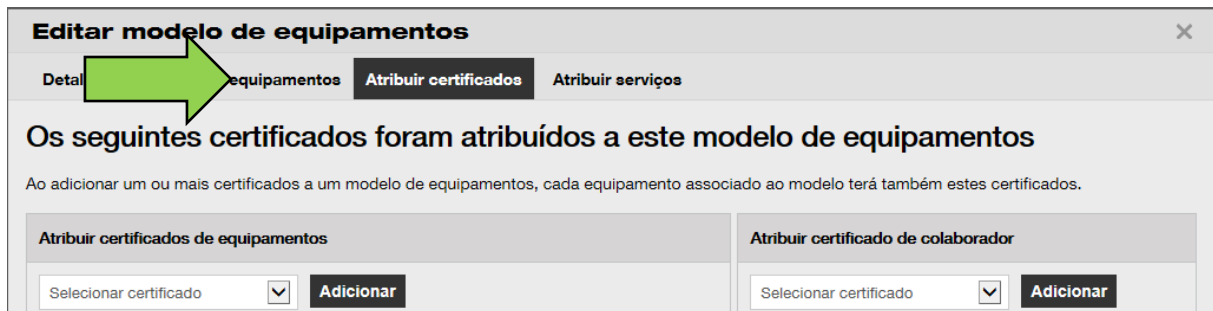 Editar modelo de equipamentos
equipamentos Atribuir certificados Atribuir serviços
Os seguintes certificados foram atribuídos a este modelo de equipamentos
Ao adicionar um ou mais certificados a um modelo de equipamentos, cada equipamento associado ao modelo terá também estes certificados.
Atribuir certificados de equipamentos Atribuir certificado de colaborador
Selecionar certificado Adicionar Selecionar certificado Adicionar